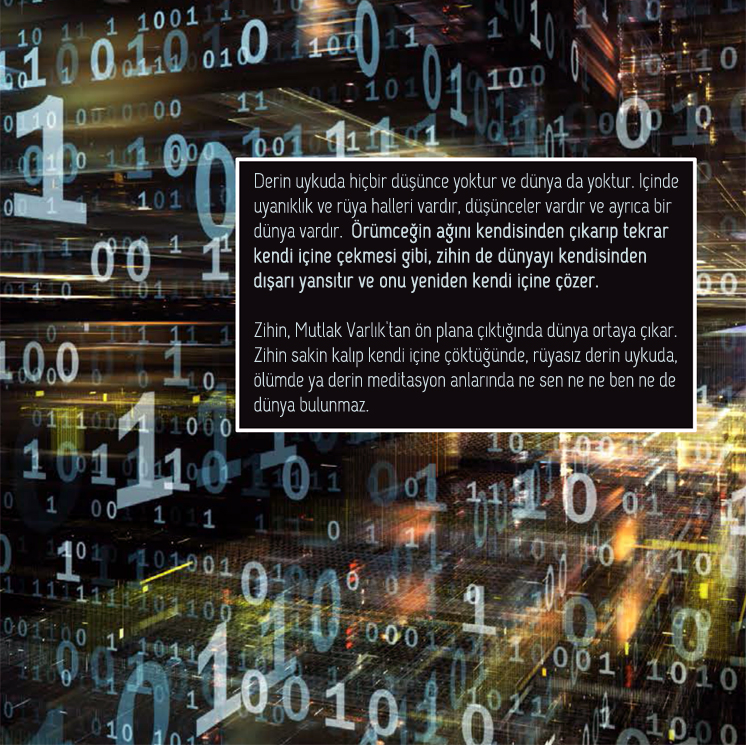 Derin uykuda hiçbir düşünce yoktur ve dünya da yoktur. Içinde
uyanıklık ve rüya halleri vardır, düşünceler vardır ve ayrıca bir
dünya vardır. Örümceğin ağını kendisinden çıkarıp tekrar
kendi içine çekmesi gibi, zihin de dünyayı kendisinden
dışarı yansıtır ve onu yeniden kendi içine çözer.
Zihin, Mutlak Varlık'tan ön plana çıktığında dünya ortaya çıkar.
Zihin sakin kalıp kendi içine çöktüğünde, rüyasız derin uykuda,
ölümde ya derin meditasyon anlarında ne sen ne ne ben ne de
dünya bulunmaz.